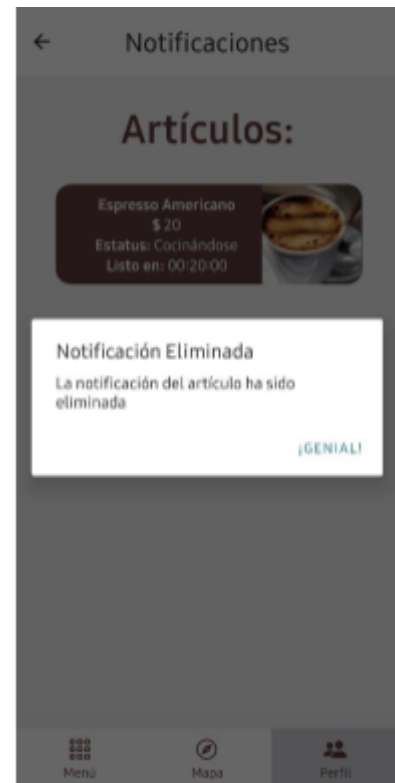 Notificaciones
Artículos:
Espresso Americano
$ 20
Estatus: Cocinándose
Listo en: 00:20:00
Notificación Eliminada
La notificación del artículo ha sido
eliminada
¡GENIAL!
Menú
Mapa
Perfil